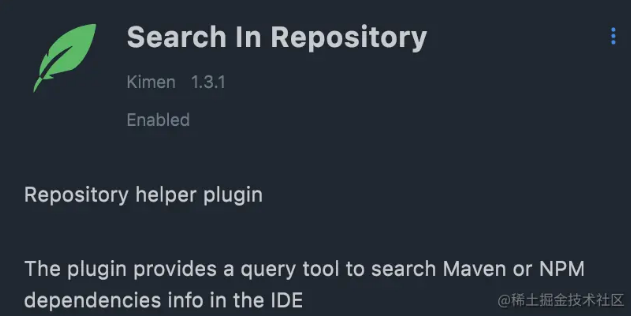 Search In Repository
Kimen 1.3.1
Enabled
Repository helper plugin
The plugin provides a query tool to search Maven or NPM
dependencies info in the IDE
@稀土掘金技术社区